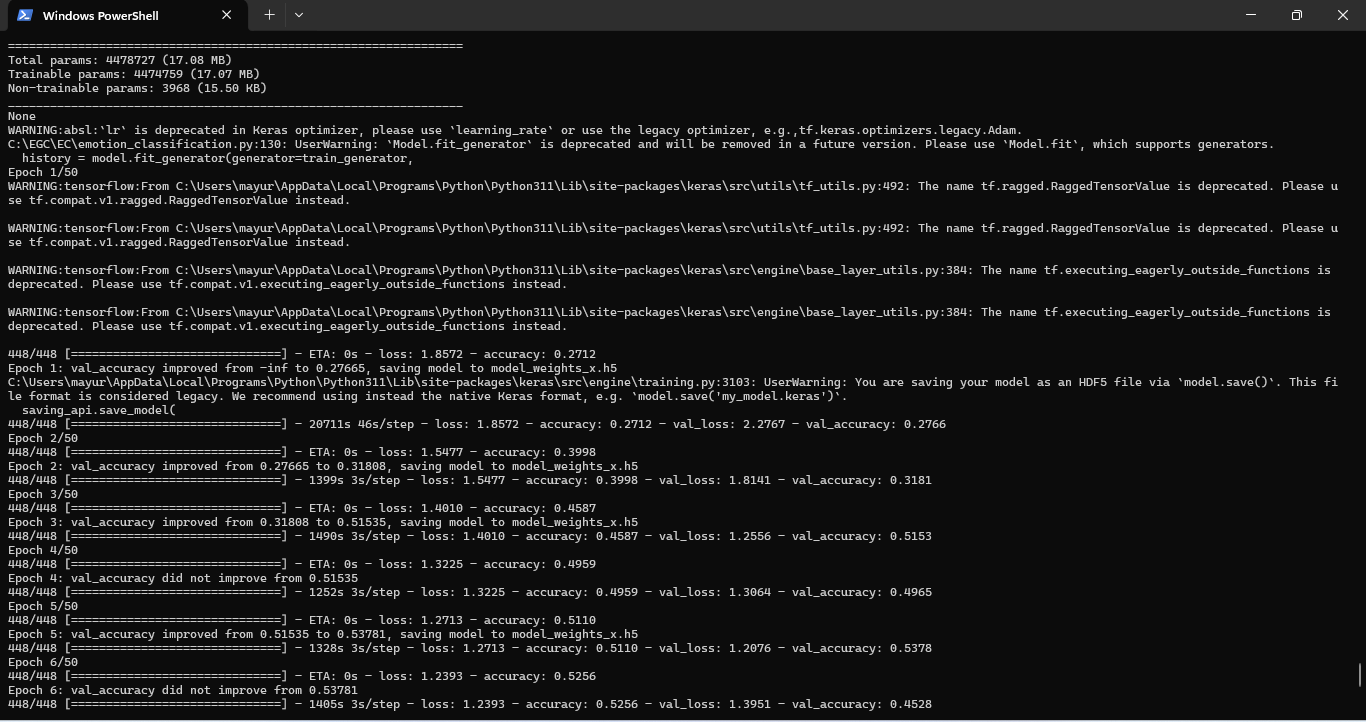 Windows PowerShell
=================================================================
Total params: 4478727 (17.08 MB)
Trainable params: 4474759 (17.07 MB)
Non-trainable params: 3968 (15.50 KB)
_________________________________________________________________
None
WARNING:absl:`lr` is deprecated in Keras optimizer, please use `learning_rate` or use the legacy optimizer, e.g.,tf.keras.optimizers.legacy.Adam.
C:\EGC\EC\emotion_classification.py:130: UserWarning: `Model.fit_generator` is deprecated and will be removed in a future version. Please use `Model.fit`, which supports generators.
  history = model.fit_generator(generator=train_generator,
Epoch 1/50
WARNING:tensorflow:From C:\Users\mayur\AppData\Local\Programs\Python\Python311\Lib\site-packages\keras\src\utils\tf_utils.py:492: The name tf.ragged.RaggedTensorValue is deprecated. Please u
se tf.compat.v1.ragged.RaggedTensorValue instead.
WARNING:tensorflow:From C:\Users\mayur\AppData\Local\Programs\Python\Python311\Lib\site-packages\keras\src\utils\tf_utils.py:492: The name tf.ragged.RaggedTensorValue is deprecated. Please u
se tf.compat.v1.ragged.RaggedTensorValue instead.
WARNING:tensorflow:From C:\Users\mayur\AppData\Local\Programs\Python\Python311\Lib\site-packages\keras\src\engine\base_layer_utils.py:384: The name tf.executing_eagerly_outside_functions is
deprecated. Please use tf.compat.v1.executing_eagerly_outside_functions instead.
WARNING:tensorflow:From C:\Users\mayur\AppData\Local\Programs\Python\Python311\Lib\site-packages\keras\src\engine\base_layer_utils.py:384: The name tf.executing_eagerly_outside_functions is
deprecated. Please use tf.compat.v1.executing_eagerly_outside_functions instead.
448/448 [==============================] - ETA: 0s - loss: 1.8572 - accuracy: 0.2712
Epoch 1: val_accuracy improved from -inf to 0.27665, saving model to model_weights_x.h5
C:\Users\mayur\AppData\Local\Programs\Python\Python311\Lib\site-packages\keras\src\engine\training.py:3103: UserWarning: You are saving your model as an HDF5 file via `model.save()`. This fi
le format is considered legacy. We recommend using instead the native Keras format, e.g. `model.save('my_model.keras')`.
  saving_api.save_model(
448/448 [==============================] - 20711s 46s/step - loss: 1.8572 - accuracy: 0.2712 - val_loss: 2.2767 - val_accuracy: 0.2766
Epoch 2/50
448/448 [==============================] - ETA: 0s - loss: 1.5477 - accuracy: 0.3998
Epoch 2: val_accuracy improved from 0.27665 to 0.31808, saving model to model_weights_x.h5
448/448 [==============================] - 1399s 3s/step - loss: 1.5477 - accuracy: 0.3998 - val_loss: 1.8141 - val_accuracy: 0.3181
Epoch 3/50
448/448 [==============================] - ETA: 0s - loss: 1.4010 - accuracy: 0.4587
Epoch 3: val_accuracy improved from 0.31808 to 0.51535, saving model to model_weights_x.h5
448/448 [==============================] - 1490s 3s/step - loss: 1.4010 - accuracy: 0.4587 - val_loss: 1.2556 - val_accuracy: 0.5153
Epoch 4/50
448/448 [==============================] - ETA: 0s - loss: 1.3225 - accuracy: 0.4959
Epoch 4: val_accuracy did not improve from 0.51535
448/448 [==============================] - 1252s 3s/step - loss: 1.3225 - accuracy: 0.4959 - val_loss: 1.3064 - val_accuracy: 0.4965
Epoch 5/50
448/448 [==============================] - ETA: 0s - loss: 1.2713 - accuracy: 0.5110
Epoch 5: val_accuracy improved from 0.51535 to 0.53781, saving model to model_weights_x.h5
448/448 [==============================] - 1328s 3s/step - loss: 1.2713 - accuracy: 0.5110 - val_loss: 1.2076 - val_accuracy: 0.5378
Epoch 6/50
448/448 [==============================] - ETA: 0s - loss: 1.2393 - accuracy: 0.5256
Epoch 6: val_accuracy did not improve from 0.53781
448/448 [==============================] - 1405s 3s/step - loss: 1.2393 - accuracy: 0.5256 - val_loss: 1.3951 - val_accuracy: 0.4528